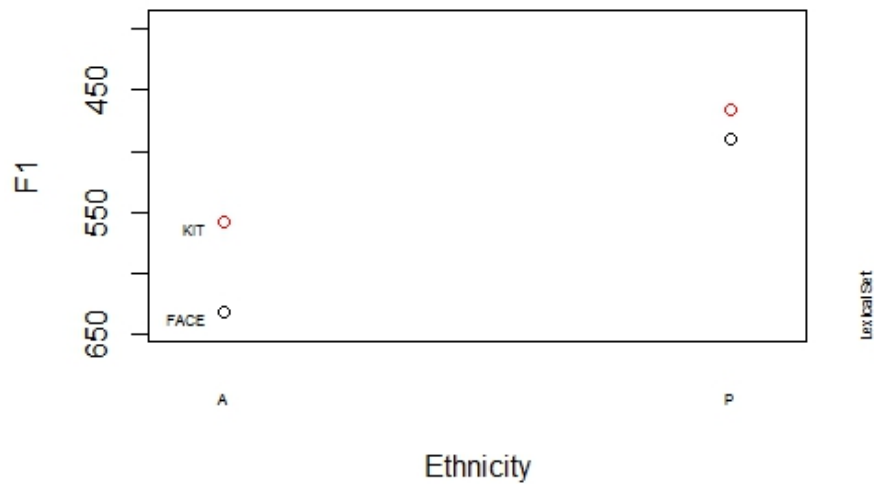 450
550
650
F1
KIT
FACE
A
P
Ethnicity
Lexical Set